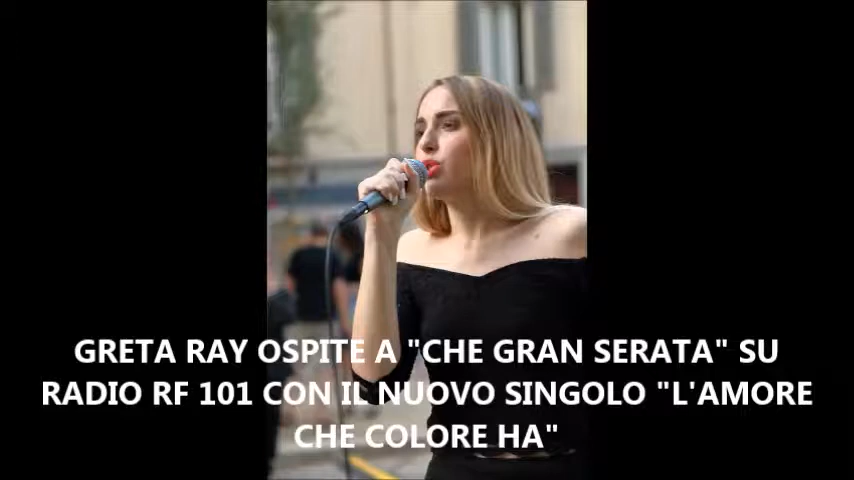 GRETA RAY OSPITE A "CHE GRAN SERATA" SU
RADIO RF 101 CON IL NUOVO SINGOLO "L'AMORE
CHE COLORE HA"